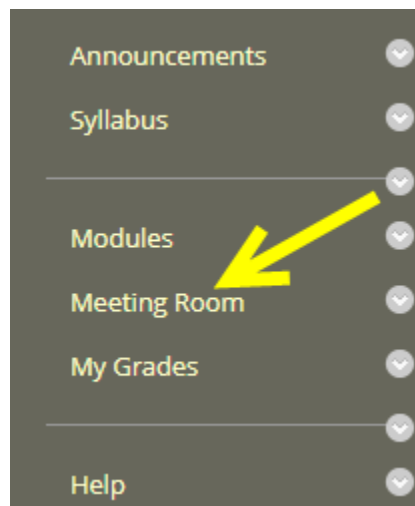 Announcements
Syllabus
Modules
Meeting Room
My Grades
Help